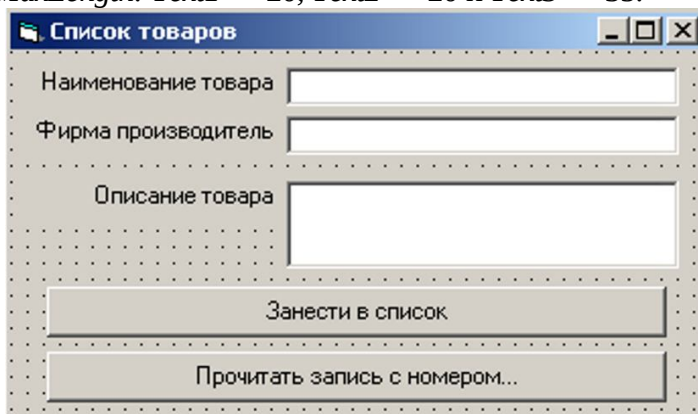 Список товаров
Наименование товара
Фирма производитель
Описание товара
Занести в список
Прочитать запись с номером...